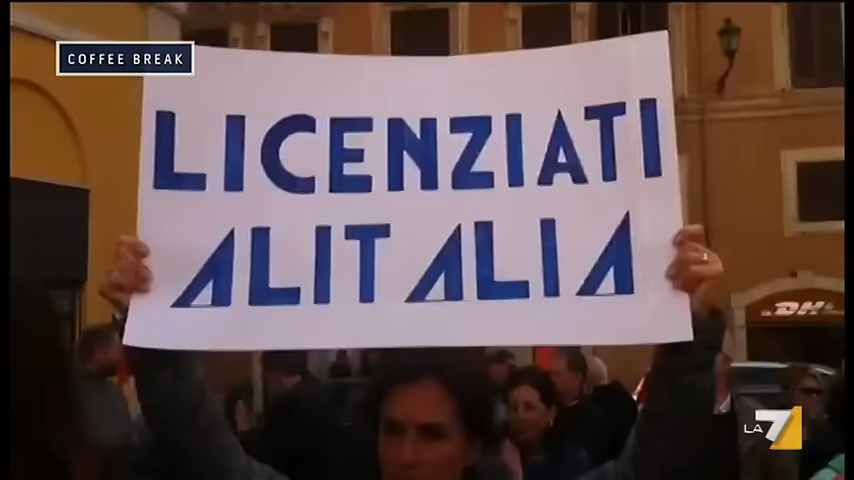 COFFEE BREAK
LICENZIATI
ALITALIA
DHL
LA7